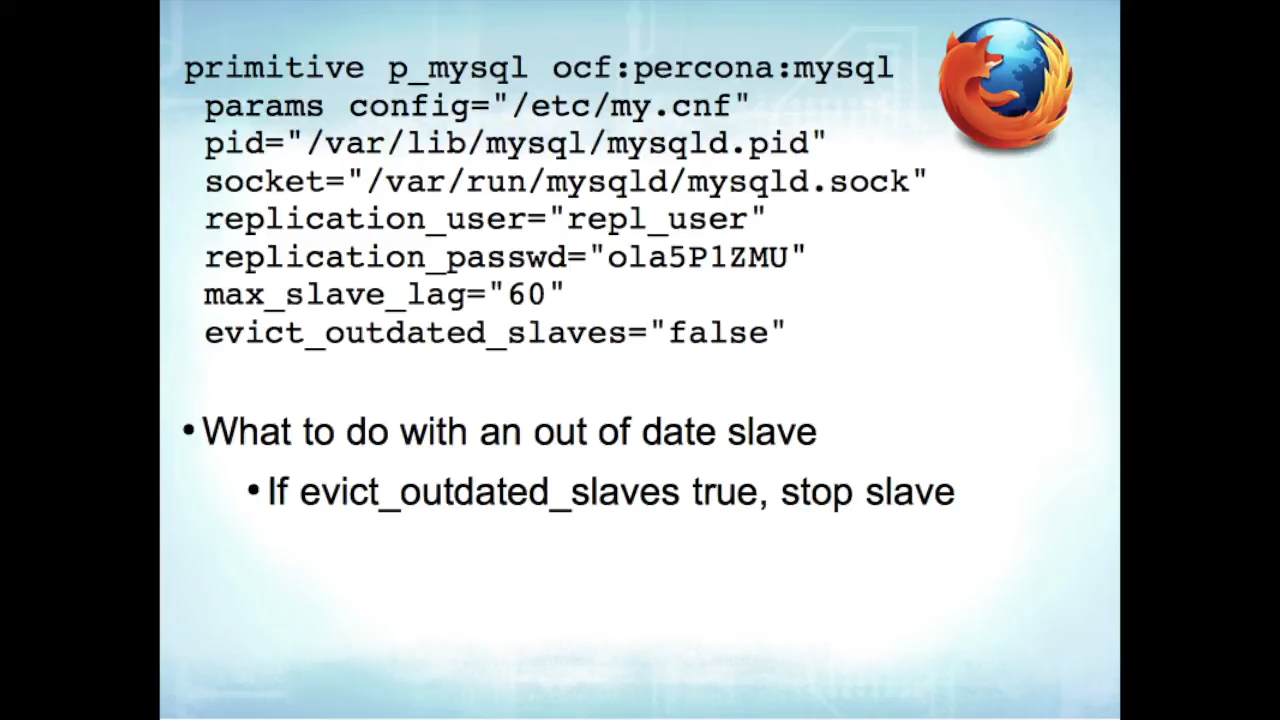 primitive p_mysql ocf:percona:mysql
params config="/etc/my.cnf"
pid="/var/lib/mysql/mysqld.pid"
socket="/var/run/mysqld/mysqld.sock"
replication_user="repl_user"
replication_passwd="ola5P1ZMU"
max_slave_lag="60"
evict_outdated_slaves="false"
•What to do with an out of date slave
•If evict_outdated_slaves true, stop slave